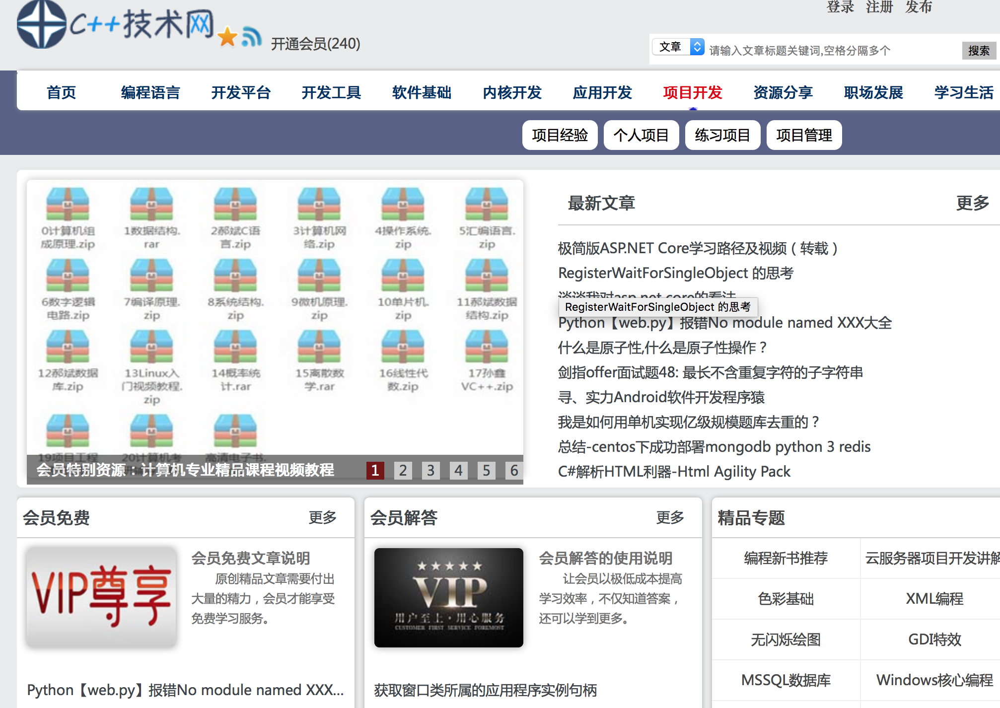 登录 注册 发布
C++技术网
开通会员(240)
文章 请输入文章标题关键词,空格分隔多个 搜索
首页 编程语言 开发平台 开发工具 软件基础 内核开发 应用开发 项目开发 资源分享 职场发展 学习生活
项目经验 个人项目 练习项目 项目管理
0计算机组成原理.zip
1数据结构.rar
2郝斌C语言.zip
3计算机网络.zip
4操作系统.zip
5汇编语言.zip
6数字逻辑电路.zip
7编译原理.zip
8系统结构.zip
9微机原理.zip
10单片机.zip
11郝斌数据结构.zip
12郝斌数据库.zip
13Linux入门视频教程.zip
14概率统计.rar
15离散数学.rar
16线性代数.zip
17孙鑫VC++.zip
19项目工程
20计算机考
高清电子书.
会员特别资源：计算机专业精品课程视频教程 1 2 3 4 5 6
最新文章 更多
极简版ASP.NET Core学习路径及视频（转载）
RegisterWaitForSingleObject 的思考
谈谈我对asp.net core的看法
RegisterWaitForSingleObject 的思考
Python【web.py】报错No module named XXX大全
什么是原子性,什么是原子性操作？
剑指offer面试题48: 最长不含重复字符的子字符串
寻、实力Android软件开发程序猿
我是如何用单机实现亿级规模题库去重的？
总结-centos下成功部署mongodb python 3 redis
C#解析HTML利器-Html Agility Pack
会员免费 更多
VIP尊享
会员免费文章说明
原创精品文章需要付出
大量的精力，会员才能享受
免费学习服务。
Python【web.py】报错No module named XXX...
会员解答 更多
VIP
用户至上·用心服务
CUSTOMER FIRST SERVICE FOREMOST
会员解答的使用说明
让会员以极低成本提高
学习效率，不仅知道答案，
还可以学到更多。
获取窗口类所属的应用程序实例句柄
精品专题
编程新书推荐 云服务器项目开发讲解
色彩基础 XML编程
无闪烁绘图 GDI特效
MSSQL数据库 Windows核心编程